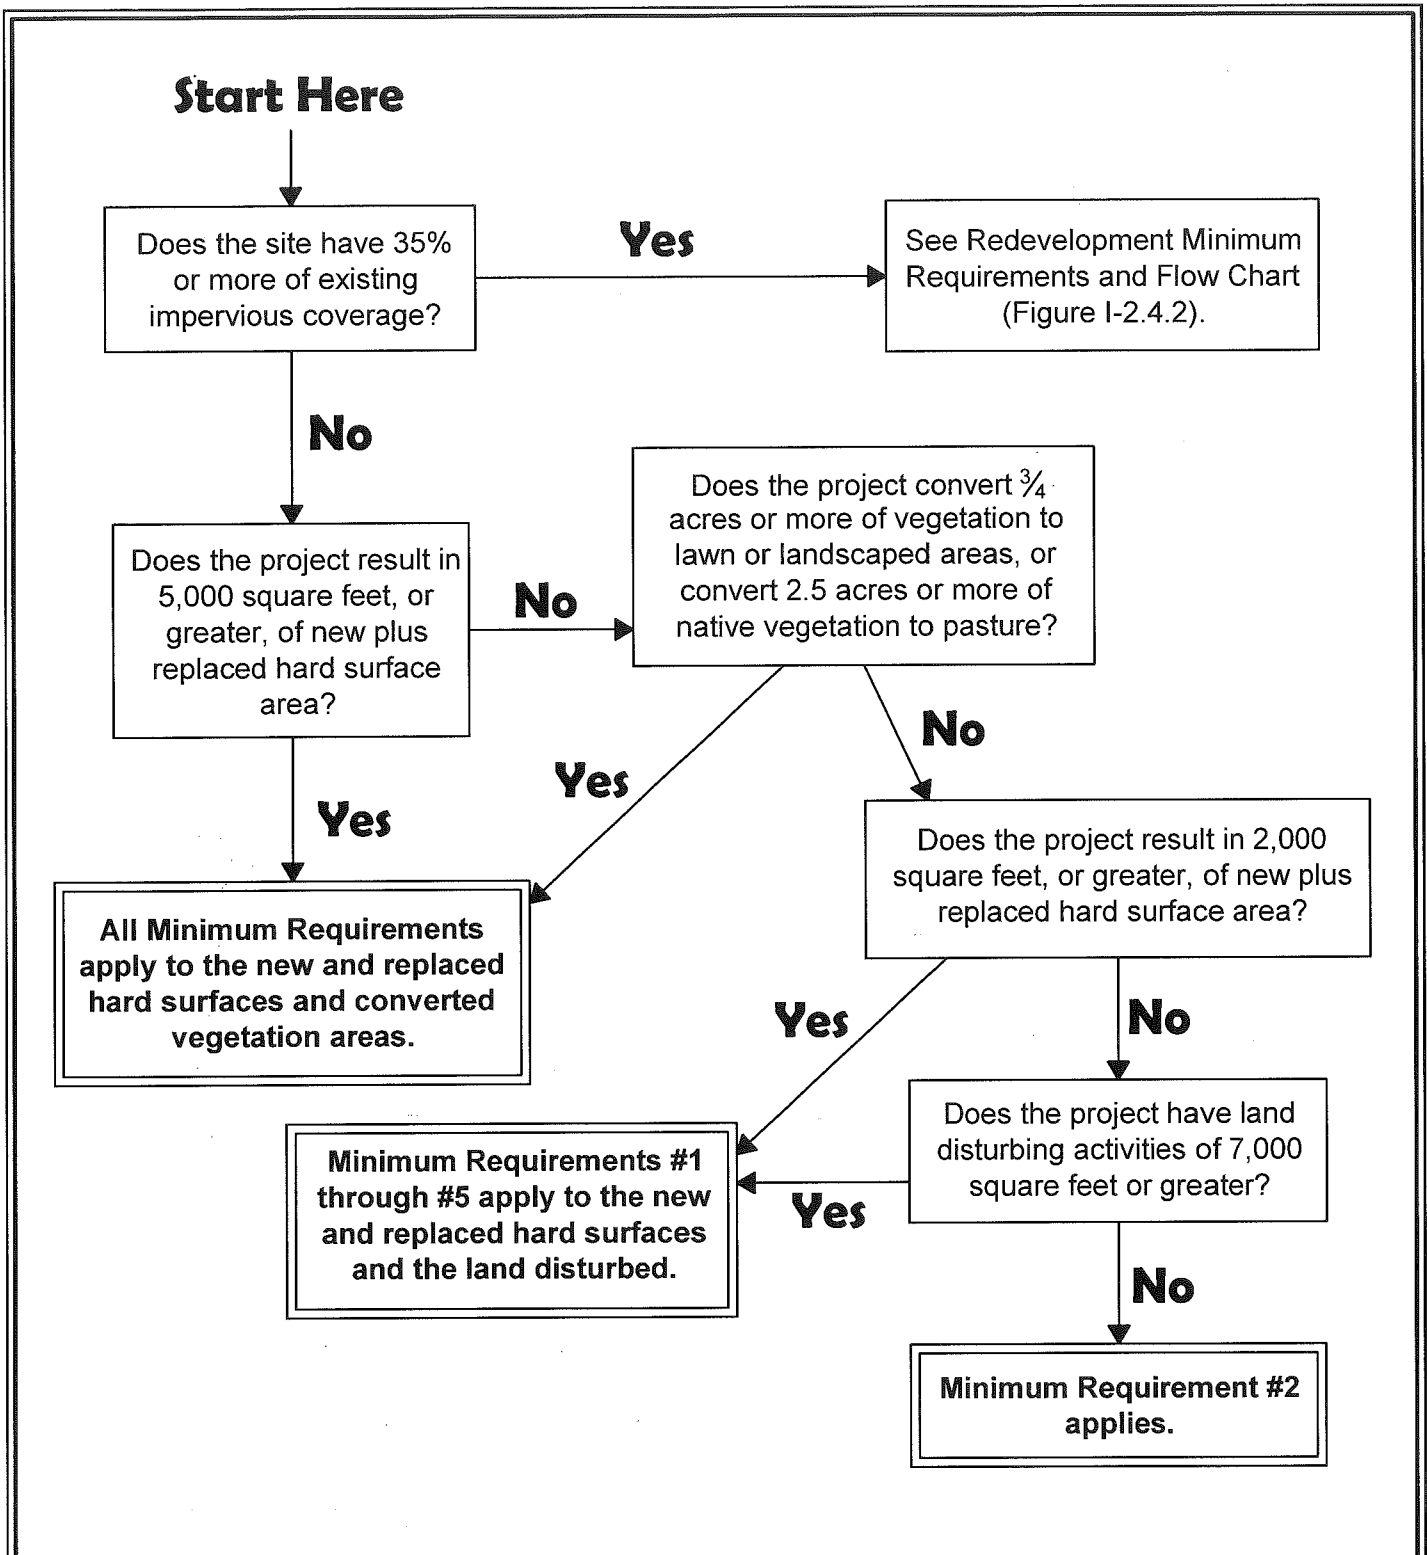 Start Here
Does the site have 35%
or more of existing
impervious coverage?
Yes
See Redevelopment Minimum
Requirements and Flow Chart
(Figure I-2.4.2).
No
Does the project result in
5,000 square feet, or
greater, of new plus
replaced hard surface
area?
No
Does the project convert ¾
acres or more of vegetation to
lawn or landscaped areas, or
convert 2.5 acres or more of
native vegetation to pasture?
Yes
Yes
No
All Minimum Requirements
apply to the new and replaced
hard surfaces and converted
vegetation areas.
Does the project result in 2,000
square feet, or greater, of new plus
replaced hard surface area?
Yes
No
Minimum Requirements #1
through #5 apply to the new
and replaced hard surfaces
and the land disturbed.
Yes
Does the project have land
disturbing activities of 7,000
square feet or greater?
No
Minimum Requirement #2
applies.